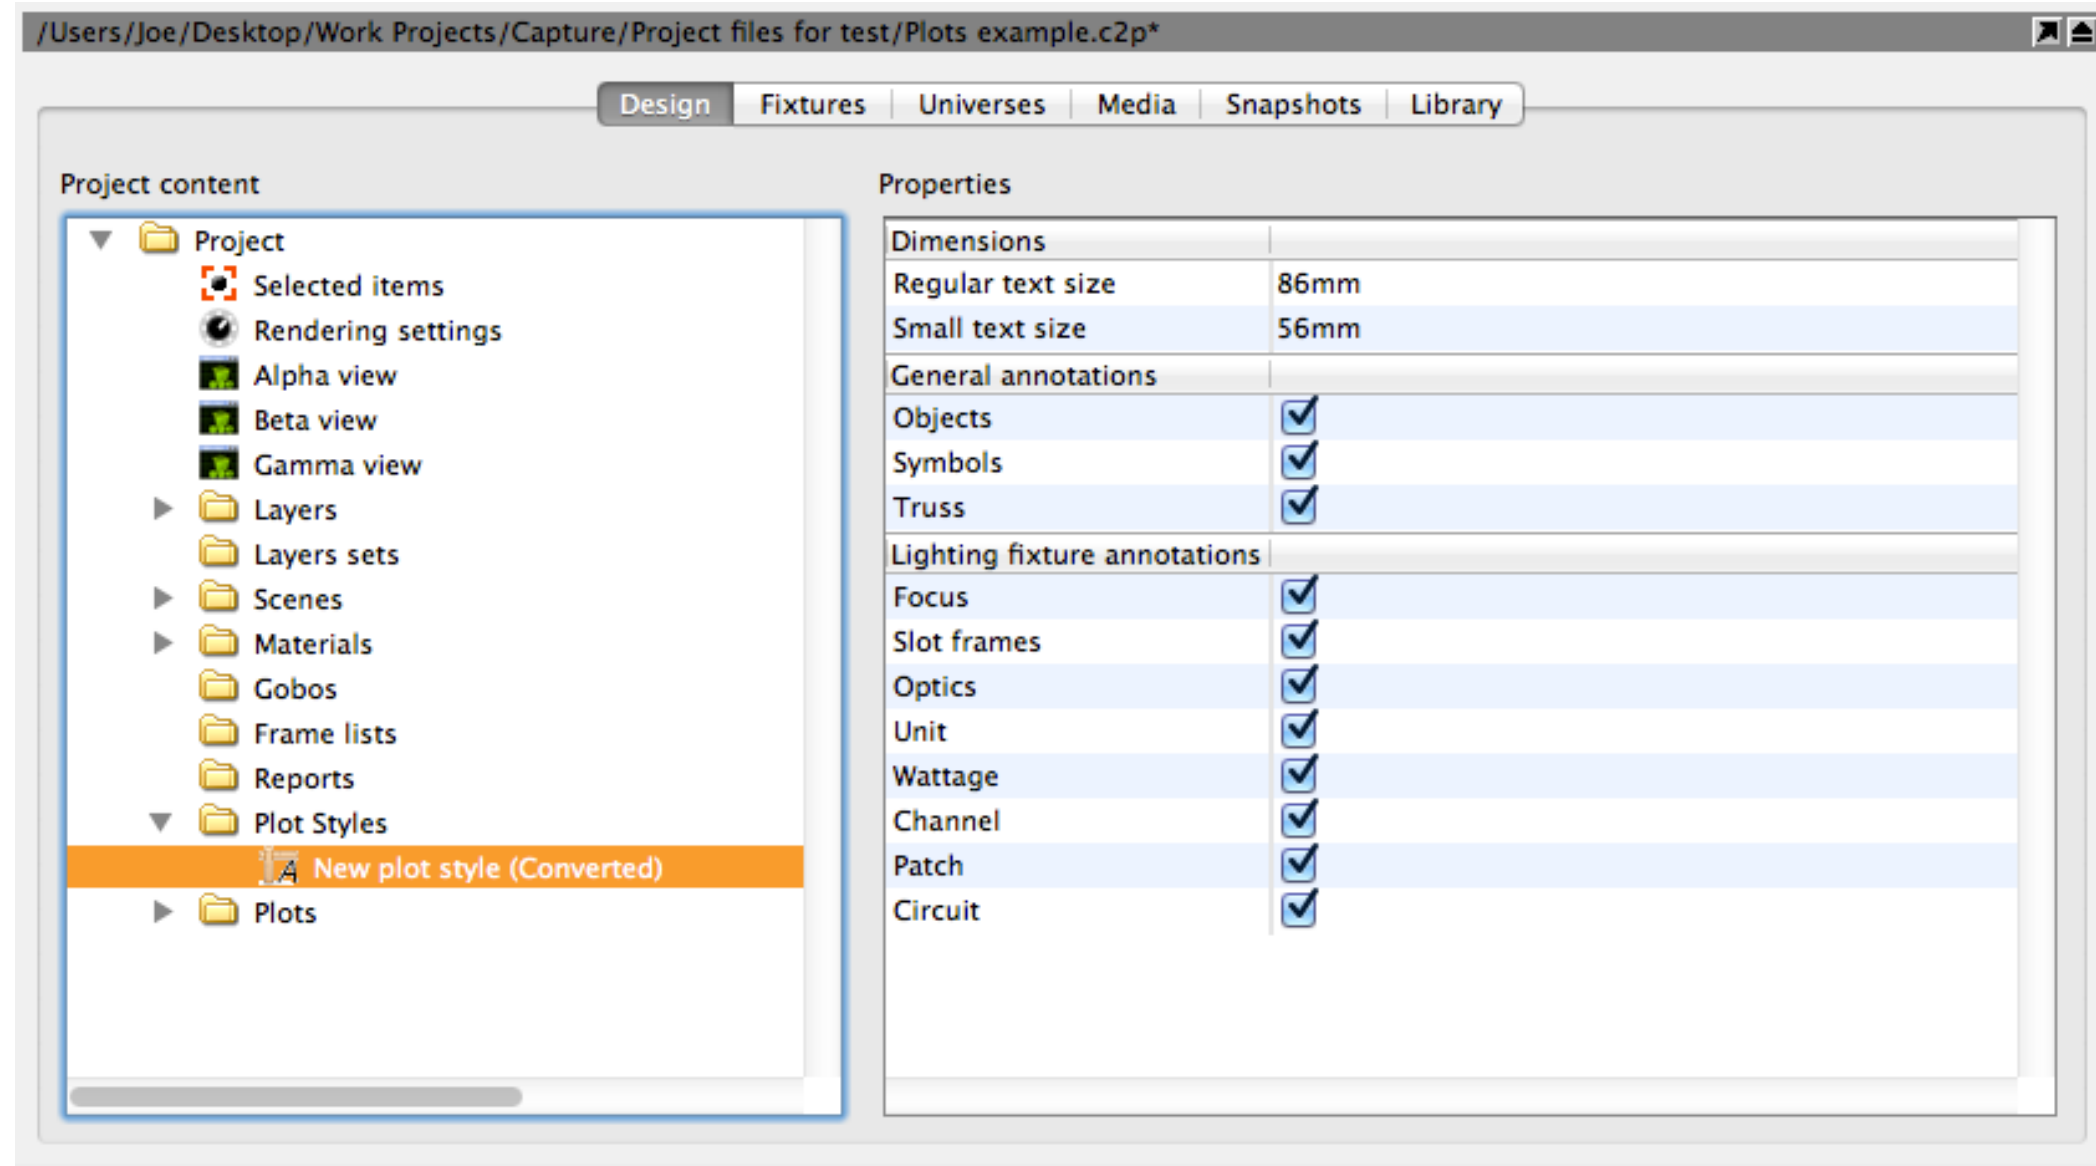 /Users/Joe/Desktop/Work Projects/Capture/Project files for test/Plots example.c2p*
Design Fixtures Universes Media Snapshots Library
Project content
Project
Selected items
Rendering settings
Alpha view
Beta view
Gamma view
Layers
Layers sets
Scenes
Materials
Gobos
Frame lists
Reports
Plot Styles
New plot style (Converted)
Plots
Properties
Dimensions
Regular text size 86mm
Small text size 56mm
General annotations
Objects
Symbols
Truss
Lighting fixture annotations
Focus
Slot frames
Optics
Unit
Wattage
Channel
Patch
Circuit